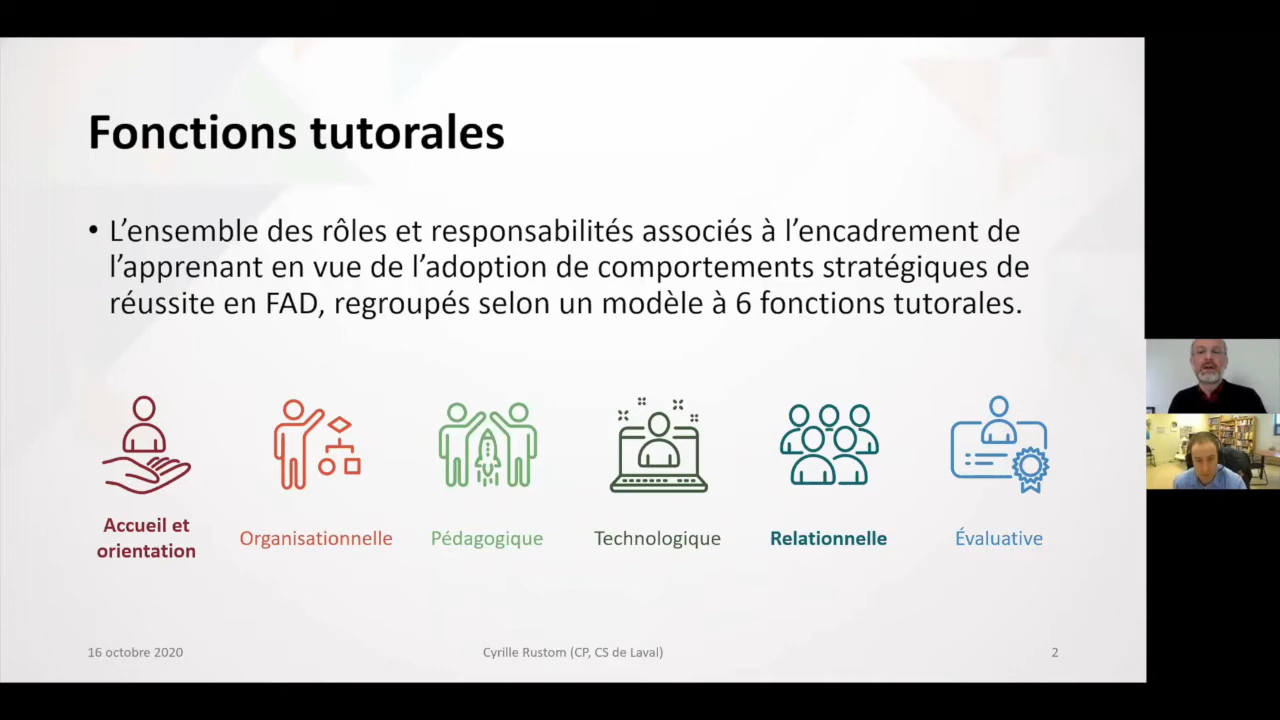 Fonctions tutorales
• L’ensemble des rôles et responsabilités associés à l’encadrement de
l’apprenant en vue de l’adoption de comportements stratégiques de
réussite en FAD, regroupés selon un modèle à 6 fonctions tutorales.
Accueil et
orientation
Organisationnelle
Pédagogique
Technologique
Relationnelle
Évaluative
16 octobre 2020
Cyrille Rustom (CP, CS de Laval)
2